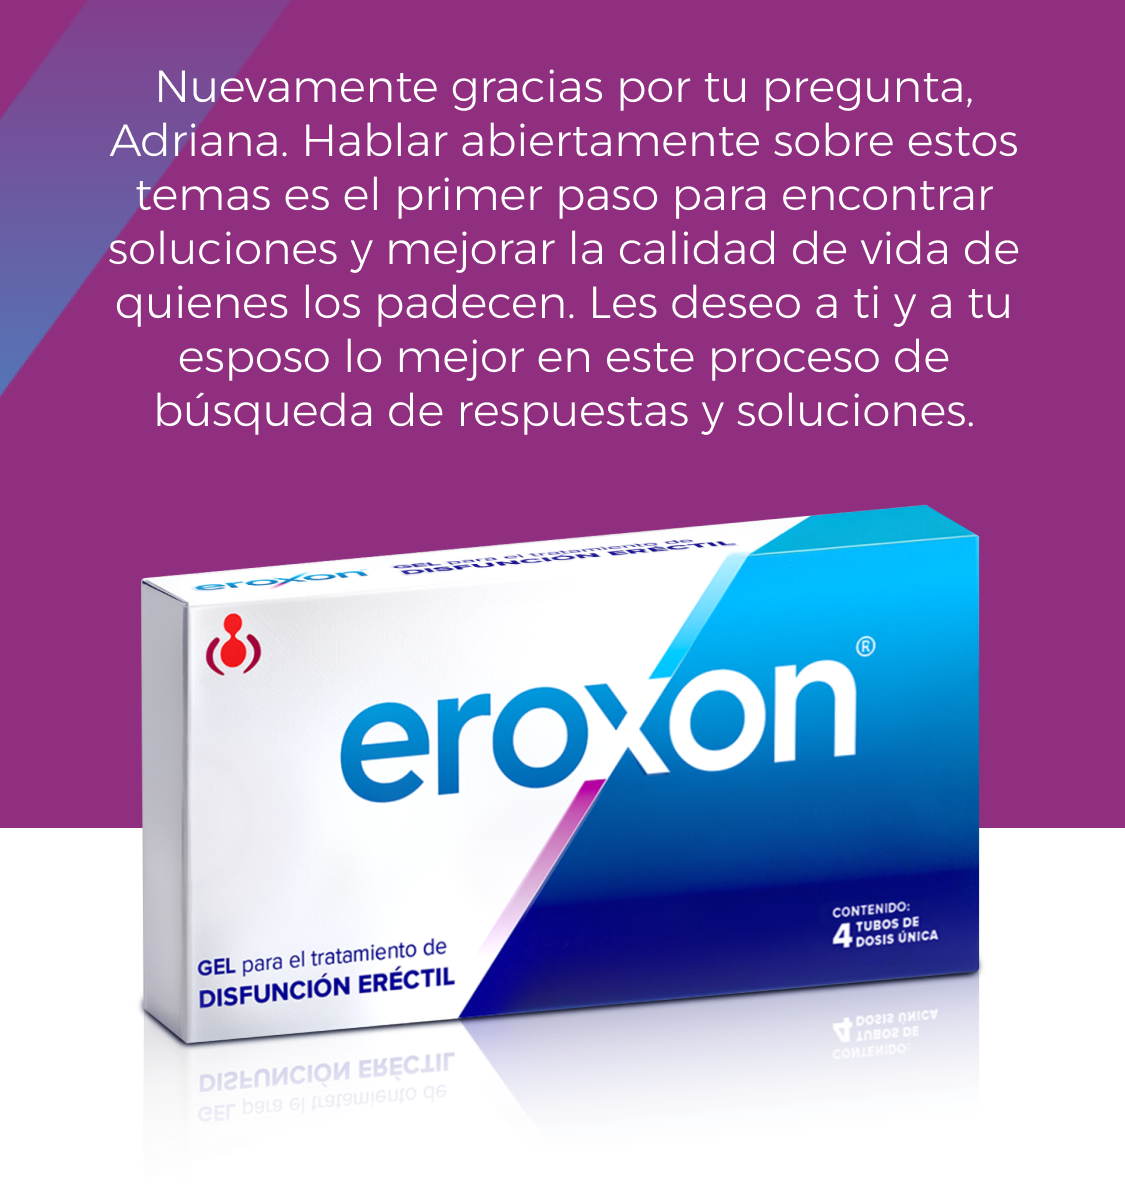 Nuevamente gracias por tu pregunta,
Adriana. Hablar abiertamente sobre estos
temas es el primer paso para encontrar
soluciones y mejorar la calidad de vida de
quienes los padecen. Les deseo a ti y a tu
esposo lo mejor en este proceso de
búsqueda de respuestas y soluciones.
eroxon
GEL para el tratamiento de
DISFUNCIÓN ERÉCTIL
eroxon®
CONTENIDO:
4 TUBOS DE
DOSIS ÚNICA
GEL para el tratamiento de
DISFUNCIÓN ERÉCTIL